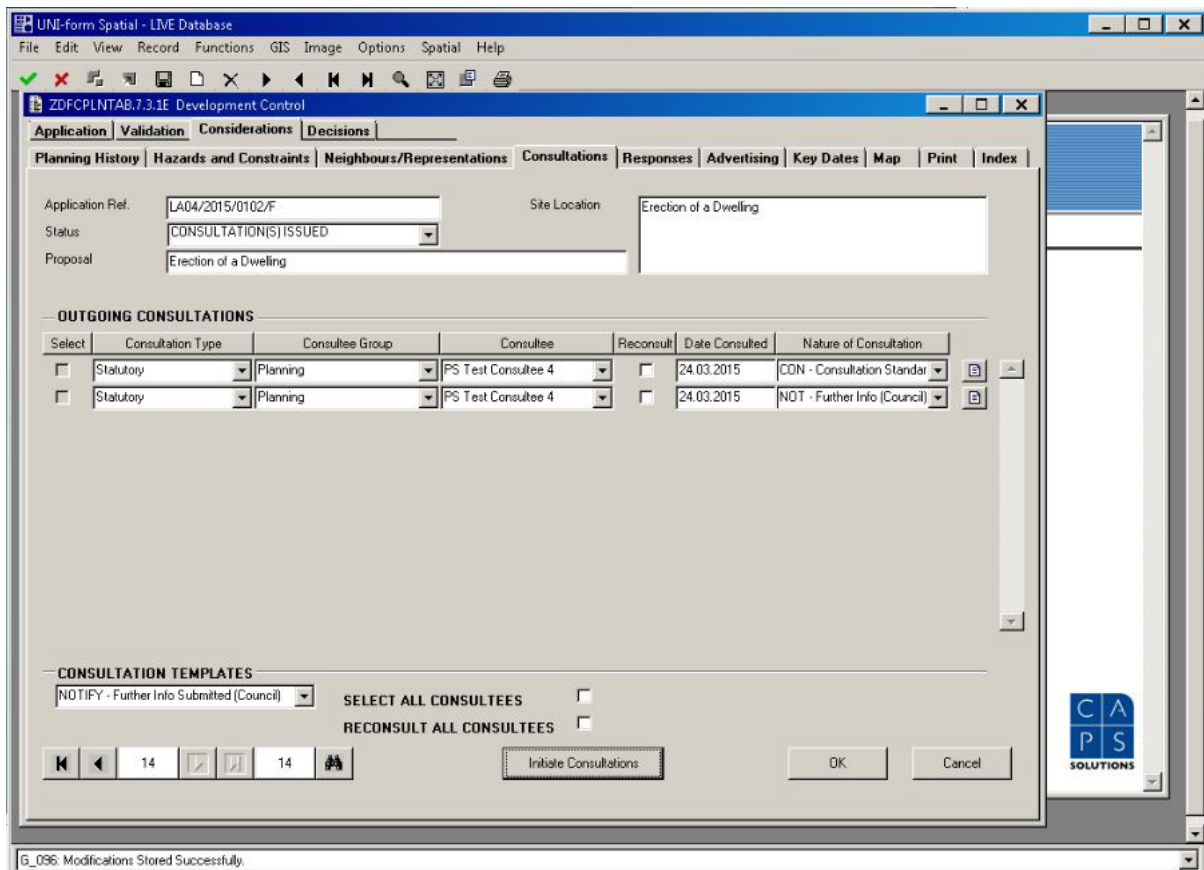 UNI-form Spatial - LIVE Database
File Edit View Record Functions GIS Image Options Spatial Help
ZDFCPLNTAB.7.3.1E Development Control
Application Validation Considerations Decisions
Planning History Hazards and Constraints Neighbours/Representations Consultations Responses Advertising Key Dates Map Print Index
Application Ref. LA04/2015/0102/F Site Location Erection of a Dwelling
Status CONSULTATION(S) ISSUED
Proposal Erection of a Dwelling
OUTGOING CONSULTATIONS
Select Consultation Type Consultee Group Consultee Reconsult Date Consulted Nature of Consultation
Statutory Planning PS Test Consultee 4 24.03.2015 CON - Consultation Standar
Statutory Planning PS Test Consultee 4 24.03.2015 NOT - Further Info (Council)
CONSULTATION TEMPLATES
NOTIFY - Further Info Submitted (Council) SELECT ALL CONSULTEES
RECONSULT ALL CONSULTEES
14 14 Initiate Consultations OK Cancel
CAPS
SOLUTIONS
G_096: Modifications Stored Successfully.